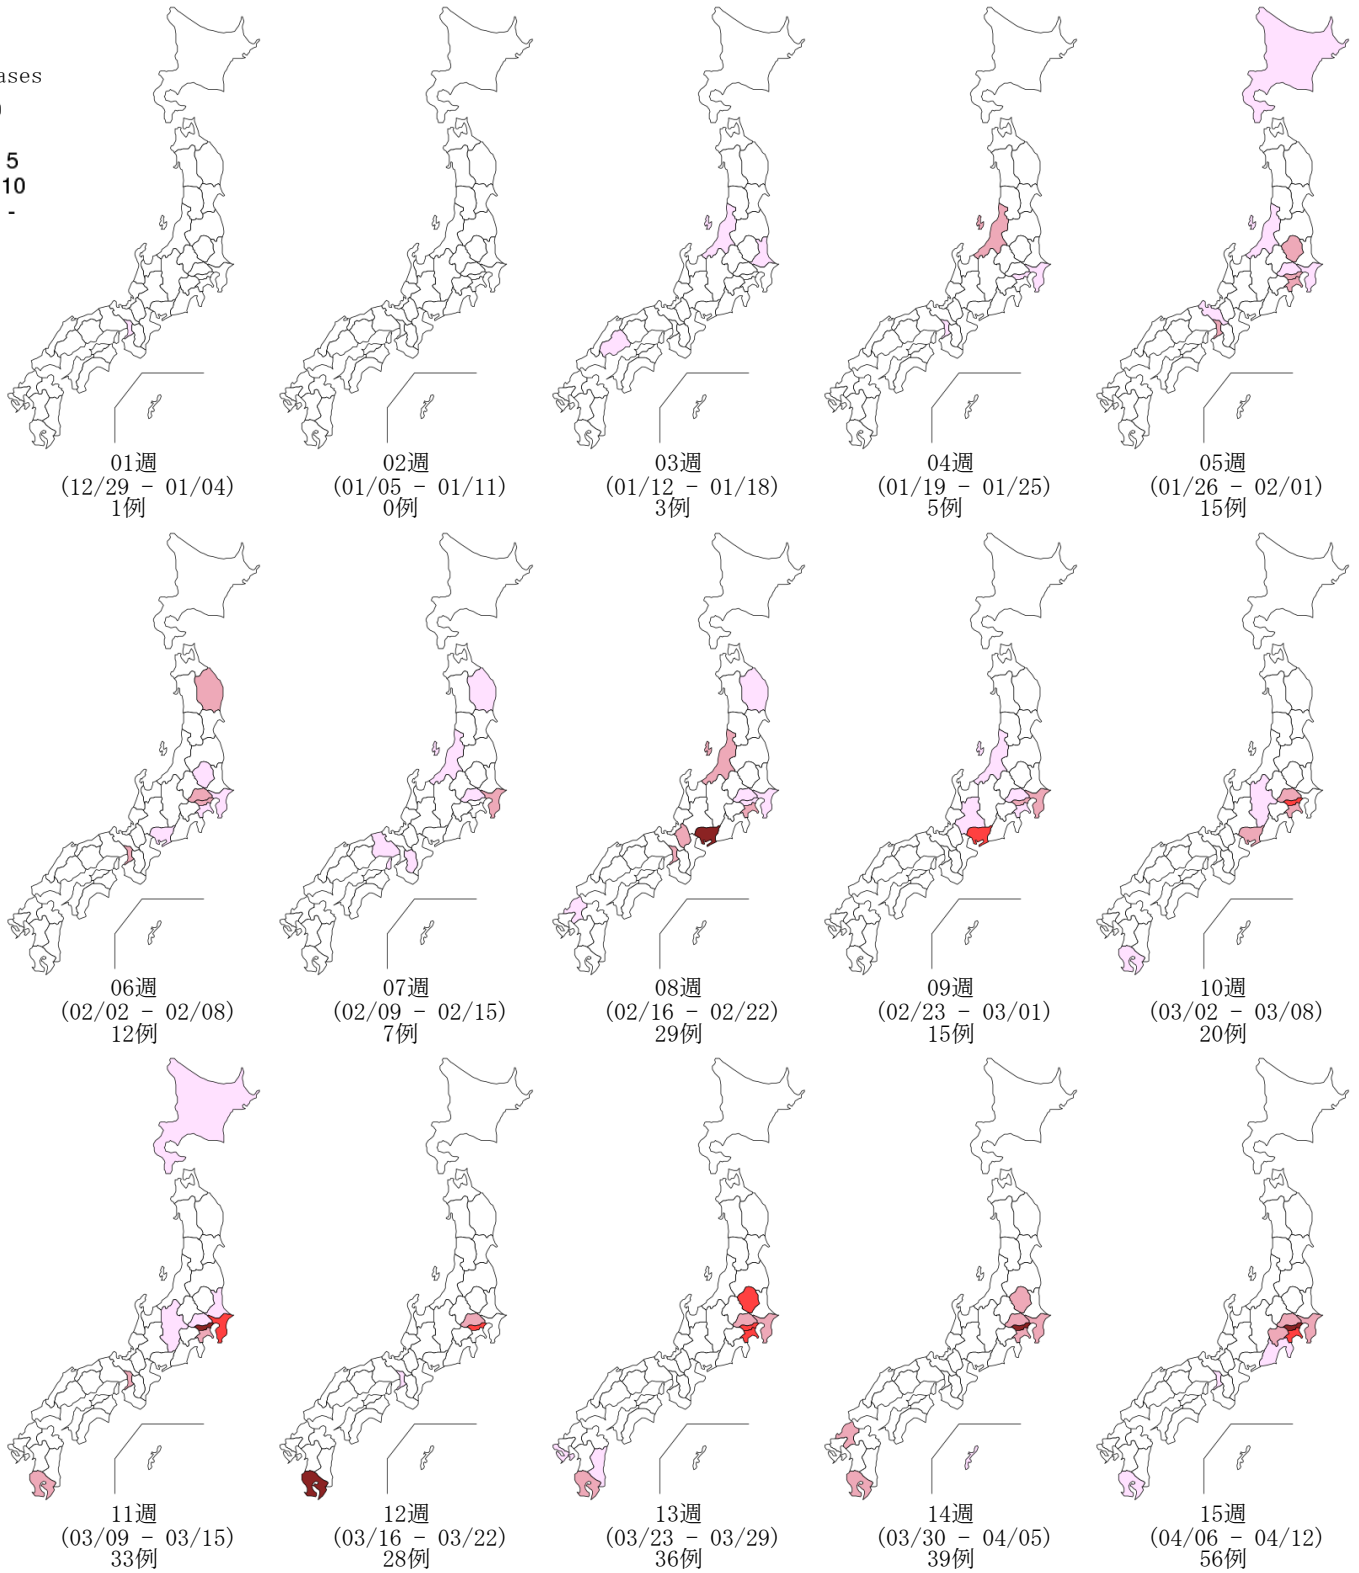 ases
5
10
-
01週
(12/29 - 01/04)
1例
02週
(01/05 - 01/11)
0例
03週
(01/12 - 01/18)
3例
04週
(01/19 - 01/25)
5例
05週
(01/26 - 02/01)
15例
06週
(02/02 - 02/08)
12例
07週
(02/09 - 02/15)
7例
08週
(02/16 - 02/22)
29例
09週
(02/23 - 03/01)
15例
10週
(03/02 - 03/08)
20例
11週
(03/09 - 03/15)
33例
12週
(03/16 - 03/22)
28例
13週
(03/23 - 03/29)
36例
14週
(03/30 - 04/05)
39例
15週
(04/06 - 04/12)
56例